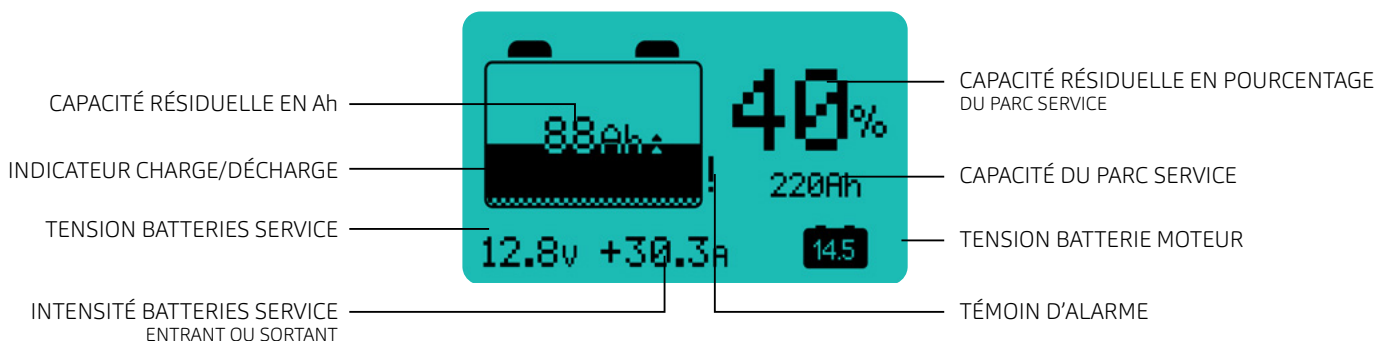 CAPACITÉ RÉSIDUELLE EN Ah
INDICATEUR CHARGE/DÉCHARGE
TENSION BATTERIES SERVICE
INTENSITÉ BATTERIES SERVICE
ENTRANT OU SORTANT
88Ah
40%
!
220Ah
12.8v +30.3A
14.5
CAPACITÉ RÉSIDUELLE EN POURCENTAGE
DU PARC SERVICE
CAPACITÉ DU PARC SERVICE
TENSION BATTERIE MOTEUR
TÉMOIN D'ALARME